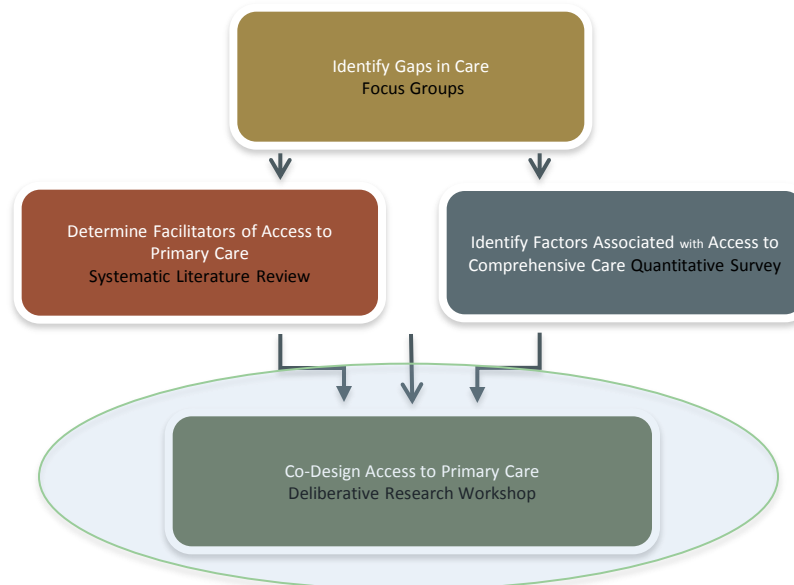 Identify Gaps in Care
Focus Groups
Determine Facilitators of Access to
Primary Care
Systematic Literature Review
Identify Factors Associated with Access to
Comprehensive Care Quantitative Survey
Co-Design Access to Primary Care
Deliberative Research Workshop